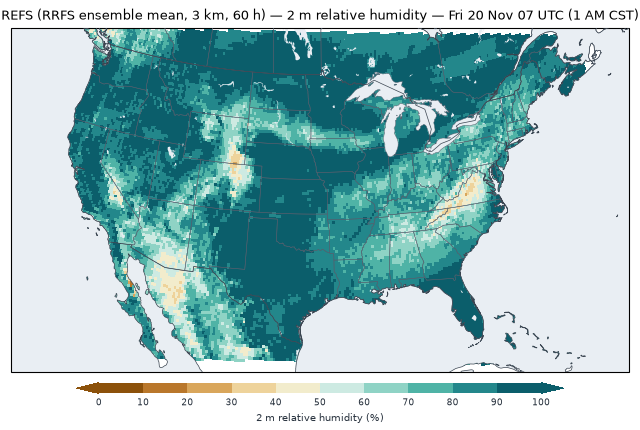 REFS (RRFS ensemble mean, 3 km, 60 h) — 2 m relative humidity — Fri 20 Nov 07 UTC (1 AM CST)
0 10 20 30 40 50 60 70 80 90 100
2 m relative humidity (%)